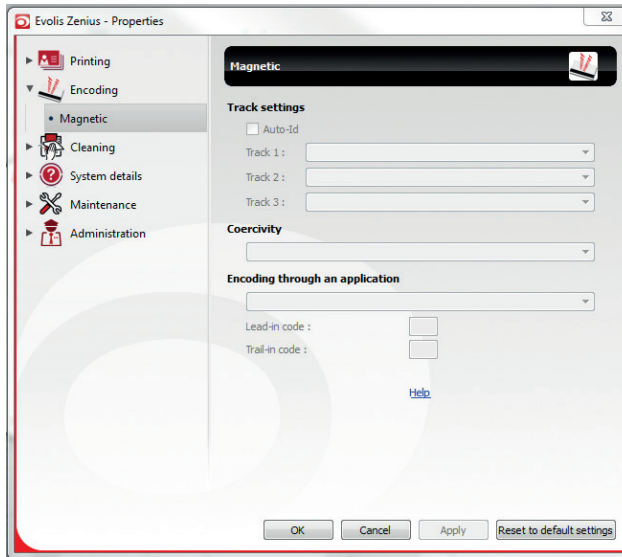 Evolis Zenius - Properties
Printing
Encoding
Magnetic
Cleaning
System details
Maintenance
Administration
Magnetic
Track settings
Auto-Id
Track 1 :
Track 2 :
Track 3 :
Coercivity
Encoding through an application
Lead-in code :
Trail-in code :
Help
OK
Cancel
Apply
Reset to default settings